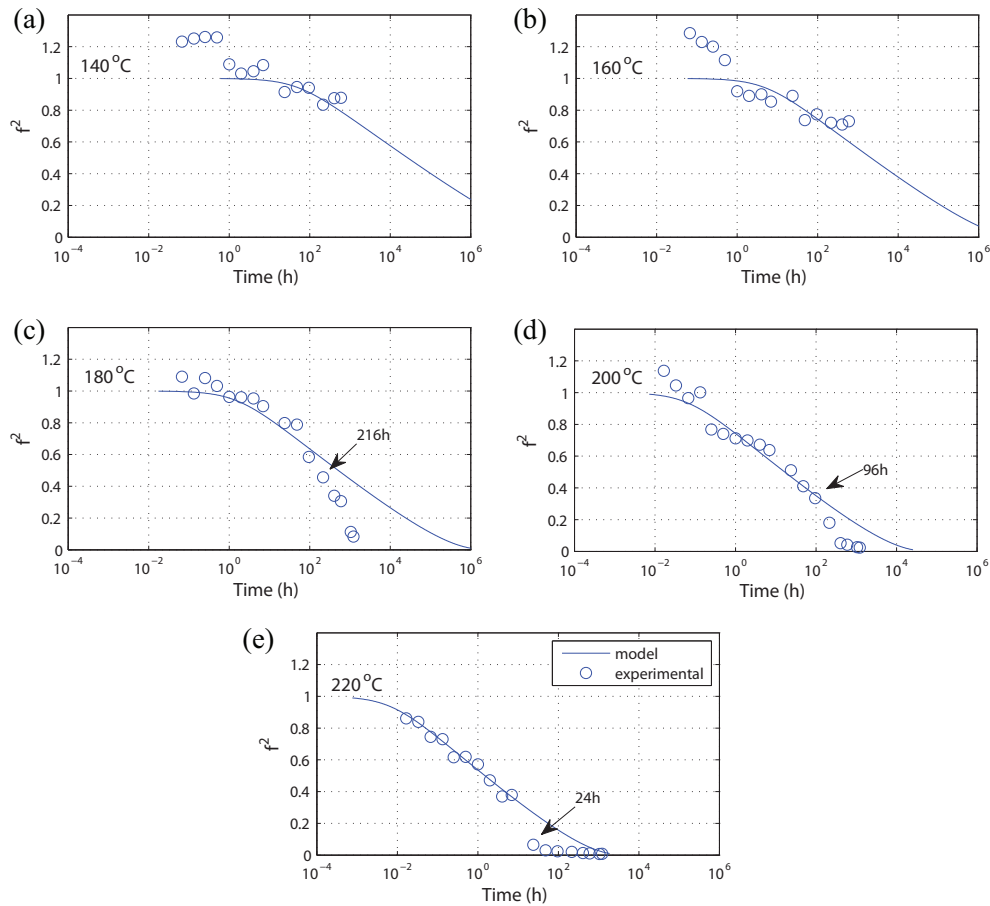 (a)
140 °C
f²
1.2
1
0.8
0.6
0.4
0.2
0
10⁻⁴ 10⁻² 10⁰ 10² 10⁴ 10⁶
Time (h)
(b)
160 °C
f²
1.2
1
0.8
0.6
0.4
0.2
0
10⁻⁴ 10⁻² 10⁰ 10² 10⁴ 10⁶
Time (h)
(c)
180 °C
216h
f²
1.2
1
0.8
0.6
0.4
0.2
0
10⁻⁴ 10⁻² 10⁰ 10² 10⁴ 10⁶
Time (h)
(d)
200 °C
96h
f²
1.2
1
0.8
0.6
0.4
0.2
0
10⁻⁴ 10⁻² 10⁰ 10² 10⁴ 10⁶
Time (h)
(e)
220 °C
model
experimental
24h
f²
1.2
1
0.8
0.6
0.4
0.2
0
10⁻⁴ 10⁻² 10⁰ 10² 10⁴ 10⁶
Time (h)